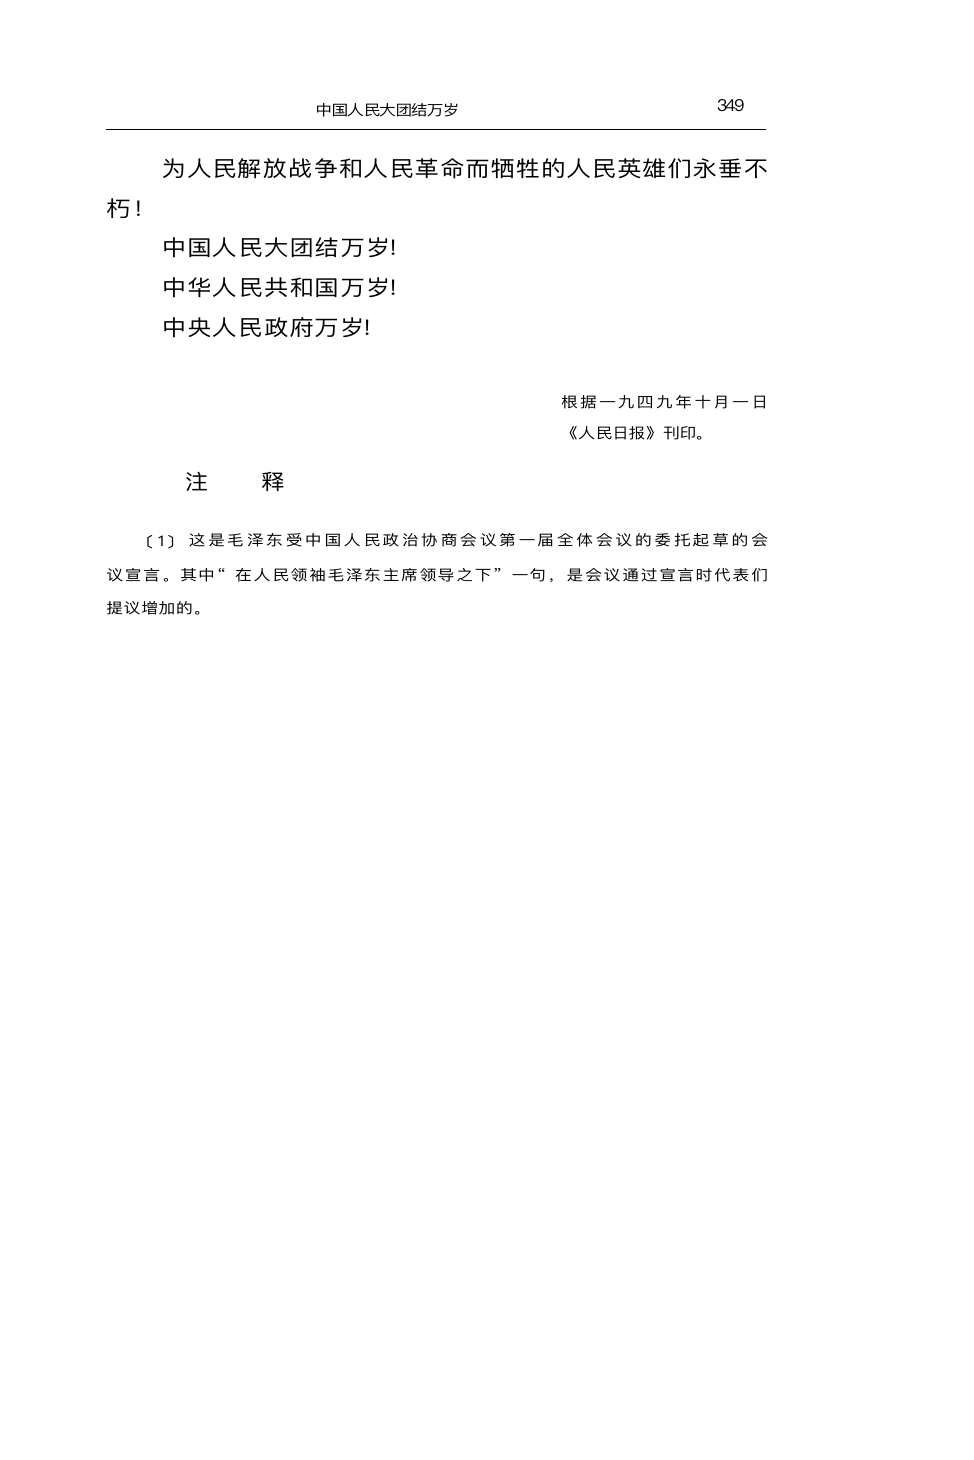 中国人民大团结万岁 349
为人民解放战争和人民革命而牺牲的人民英雄们永垂不
朽！
中国人民大团结万岁!
中华人民共和国万岁!
中央人民政府万岁!
根据一九四九年十月一日
《人民日报》刊印。
注 释
〔1〕 这是毛泽东受中国人民政治协商会议第一届全体会议的委托起草的会
议宣言。其中“ 在人民领袖毛泽东主席领导之下” 一句，是会议通过宣言时代表们
提议增加的。